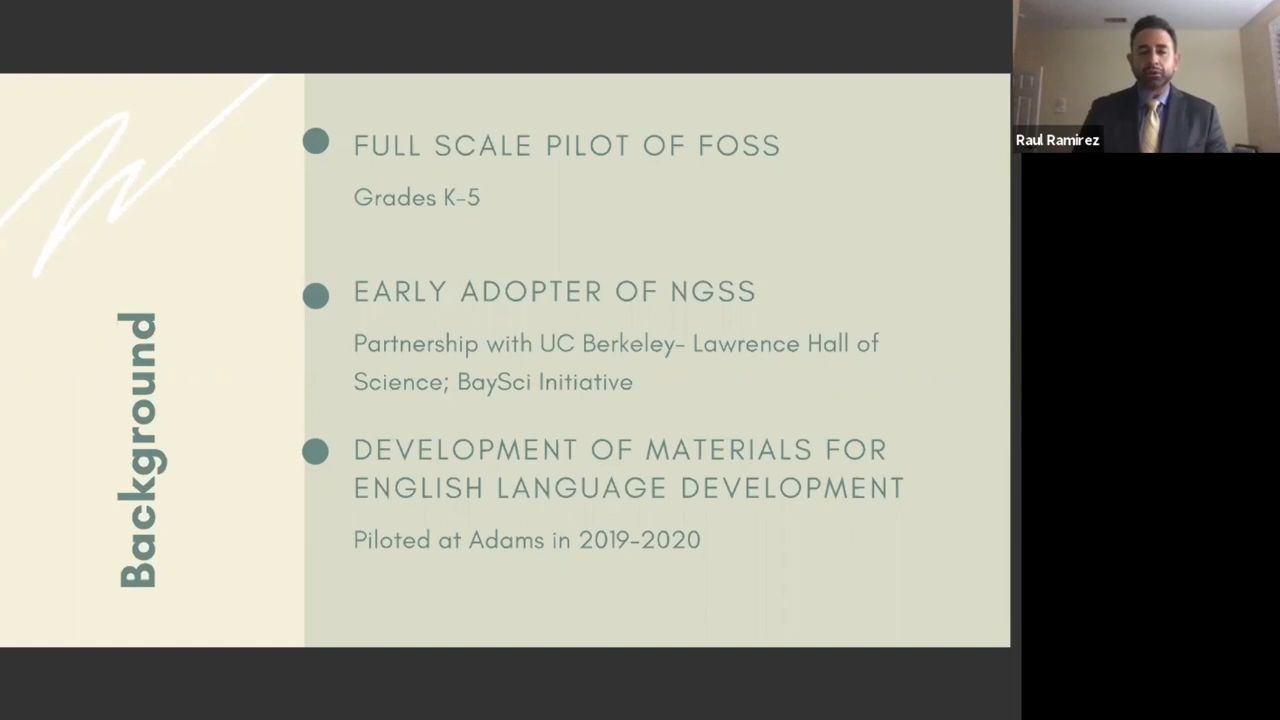 Background
FULL SCALE PILOT OF FOSS
Grades K-5
EARLY ADOPTER OF NGSS
Partnership with UC Berkeley- Lawrence Hall of
Science; BaySci Initiative
DEVELOPMENT OF MATERIALS FOR
ENGLISH LANGUAGE DEVELOPMENT
Piloted at Adams in 2019-2020
Raul Ramirez